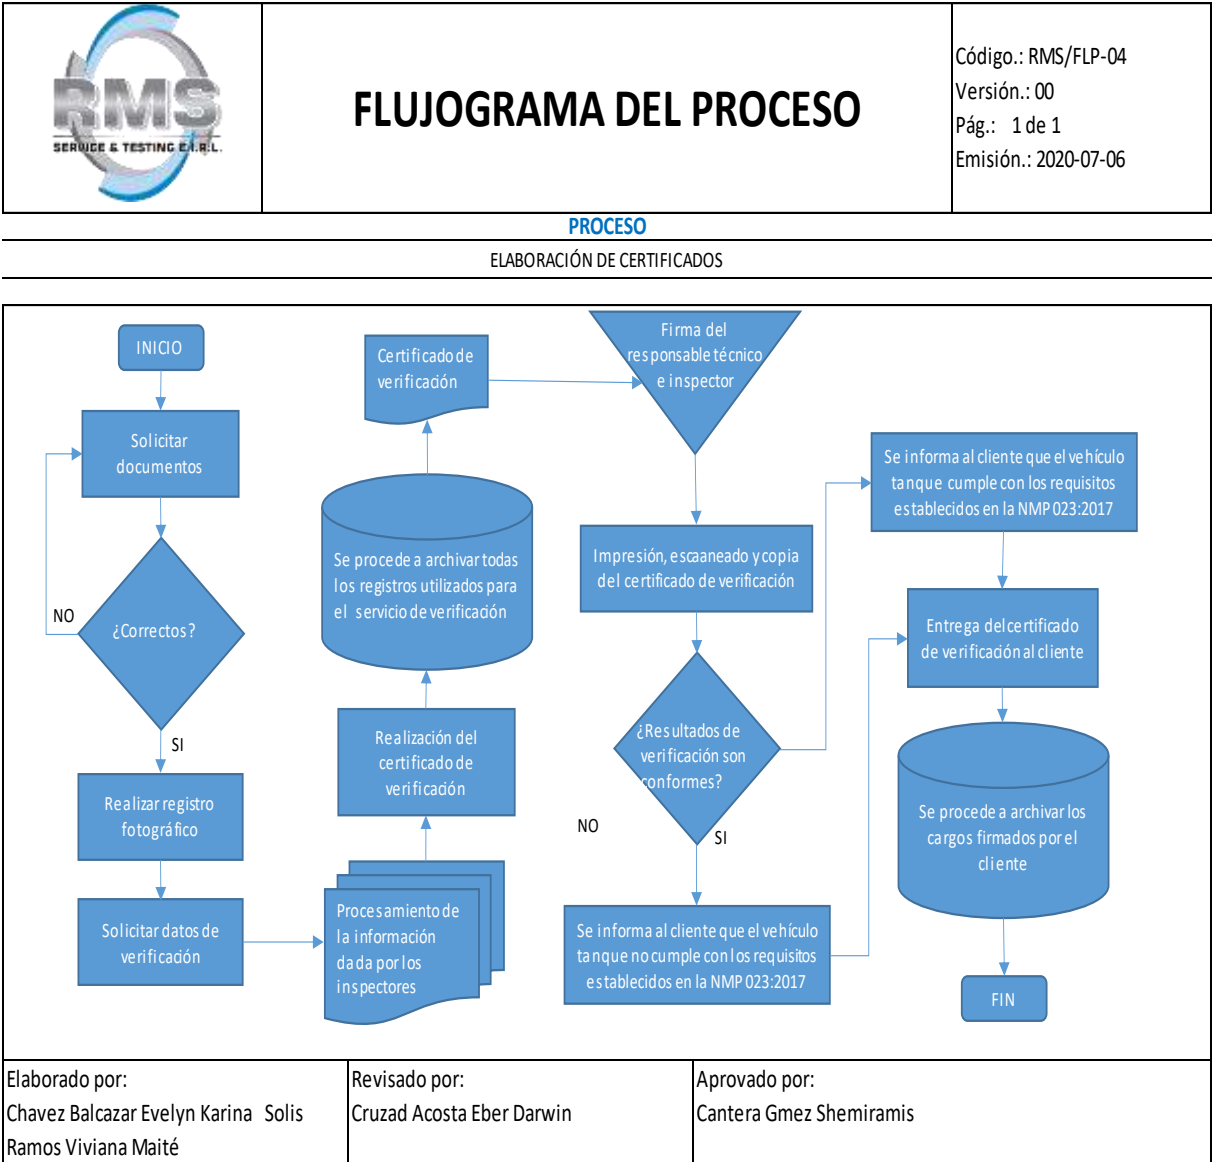 RMS
SERVICE & TESTING E.I.R.L.
FLUJOGRAMA DEL PROCESO
Código.: RMS/FLP-04
Versión.: 00
Pág.: 1 de 1
Emisión.: 2020-07-06
PROCESO
ELABORACIÓN DE CERTIFICADOS
INICIO
Solicitar
documentos
¿Correctos?
NO
SI
Realizar registro
fotográfico
Solicitar datos de
verificación
Procesamiento de
la información
dada por los
inspectores
Realización del
certificado de
verificación
Se procede a archivar todas
los registros utilizados para
el servicio de verificación
Certificado de
verificación
Firma del
responsable técnico
e inspector
Impresión, escaaneado y copia
del certificado de verificación
¿Resultados de
verificación son
conformes?
NO
SI
Se informa al cliente que el vehículo
tanque no cumple con los requisitos
establecidos en la NMP 023:2017
Se informa al cliente que el vehículo
tanque cumple con los requisitos
establecidos en la NMP 023:2017
Entrega del certificado
de verificación al cliente
Se procede a archivar los
cargos firmados por el
cliente
FIN
Elaborado por:
Chavez Balcazar Evelyn Karina Solis
Ramos Viviana Maité
Revisado por:
Cruzad Acosta Eber Darwin
Aprovado por:
Cantera Gmez Shemiramis